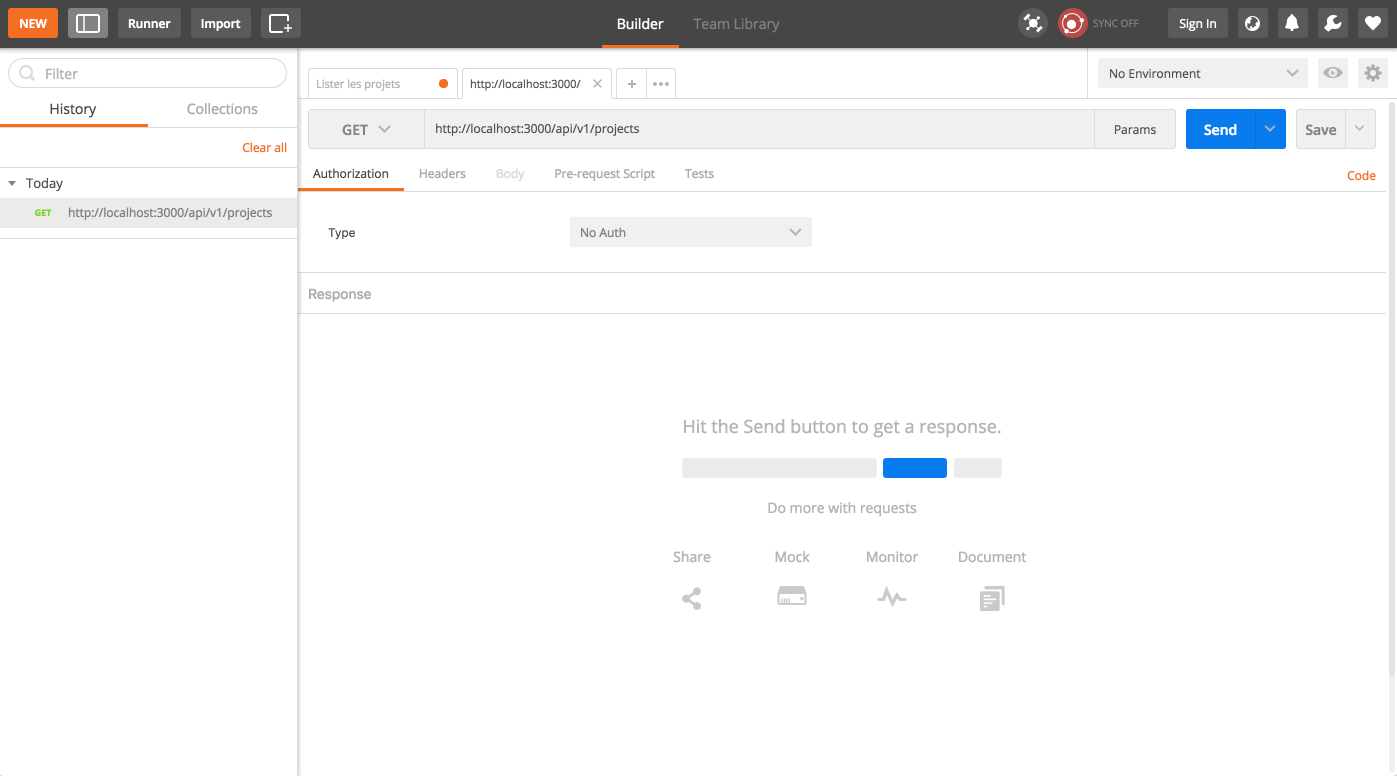 NEW Runner Import Builder Team Library SYNC OFF Sign In
Filter
History Collections
Clear all
Today
GET http://localhost:3000/api/v1/projects
Lister les projets http://localhost:3000/ No Environment
GET http://localhost:3000/api/v1/projects Params Send Save
Authorization Headers Body Pre-request Script Tests Code
Type No Auth
Response
Hit the Send button to get a response.
Do more with requests
Share Mock Monitor Document